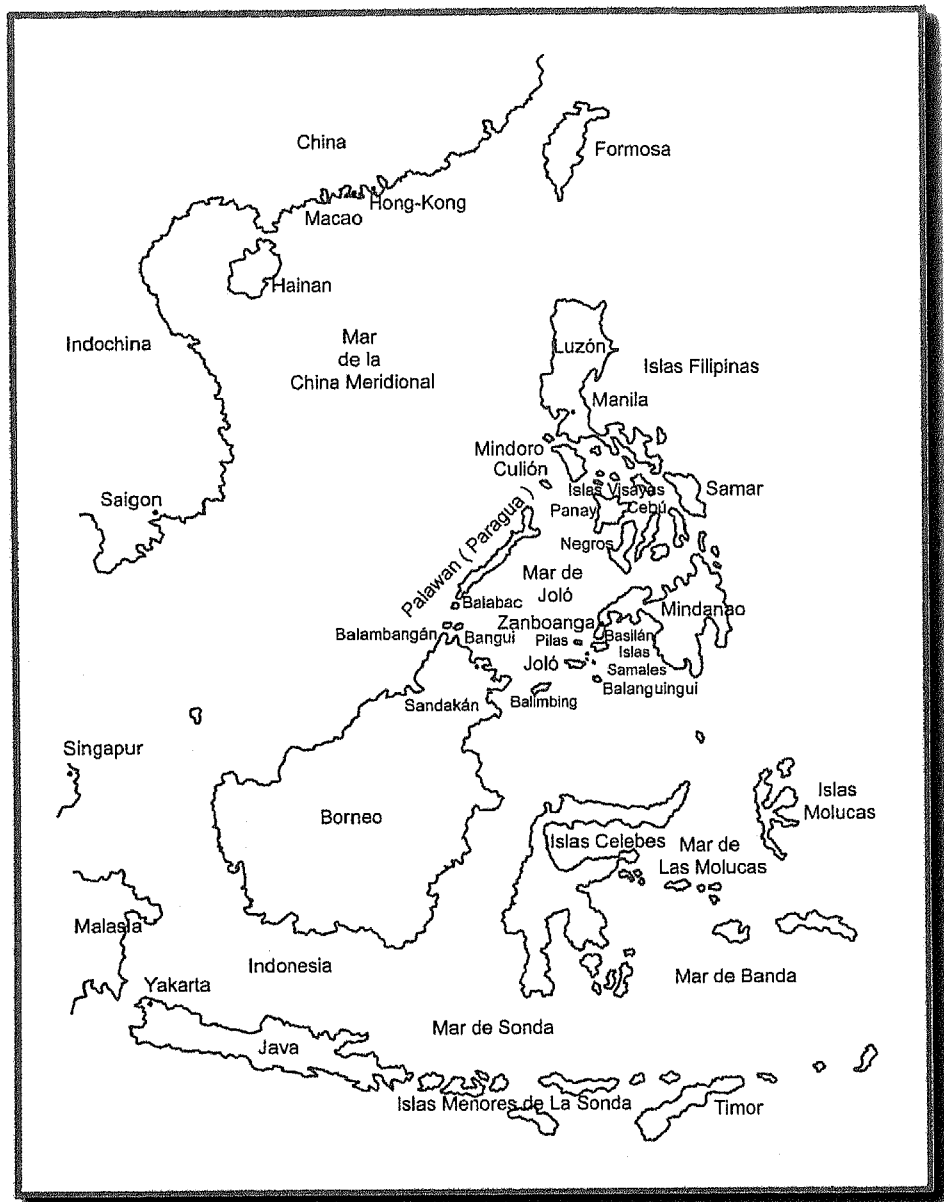 China
Formosa
Hong-Kong
Macao
Hainan
Indochina
Mar
de la
China Meridional
Luzón
Islas Filipinas
Manila
Mindoro
Culión
Islas Visayas
Samar
Saigon
Panay
Cebú
Negros
Palawan ( Paragua )
Mar de
Joló
Balabac
Mindanao
Zanboanga
Balambangán
Bangui
Pilas
Basilán
Islas
Samales
Joló
Balanguingui
Sandakán
Balimbing
Singapur
Borneo
Islas
Molucas
Islas Celebes
Mar de
Las Molucas
Malasia
Indonesia
Mar de Banda
Yakarta
Mar de Sonda
Java
Islas Menores de La Sonda
Timor